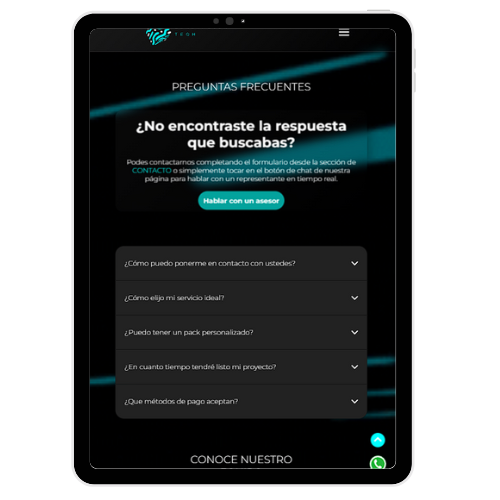 TECH
PREGUNTAS FRECUENTES
¿No encontraste la respuesta
que buscabas?
Podes contactarnos completando el formulario desde la sección de
CONTACTO o simplemente tocar en el botón de chat de nuestra
página para hablar con un representante en tiempo real.
Hablar con un asesor
¿Cómo puedo ponerme en contacto con ustedes?
¿Cómo elijo mi servicio ideal?
¿Puedo tener un pack personalizado?
¿En cuanto tiempo tendré listo mi proyecto?
¿Que métodos de pago aceptan?
CONOCE NUESTRO